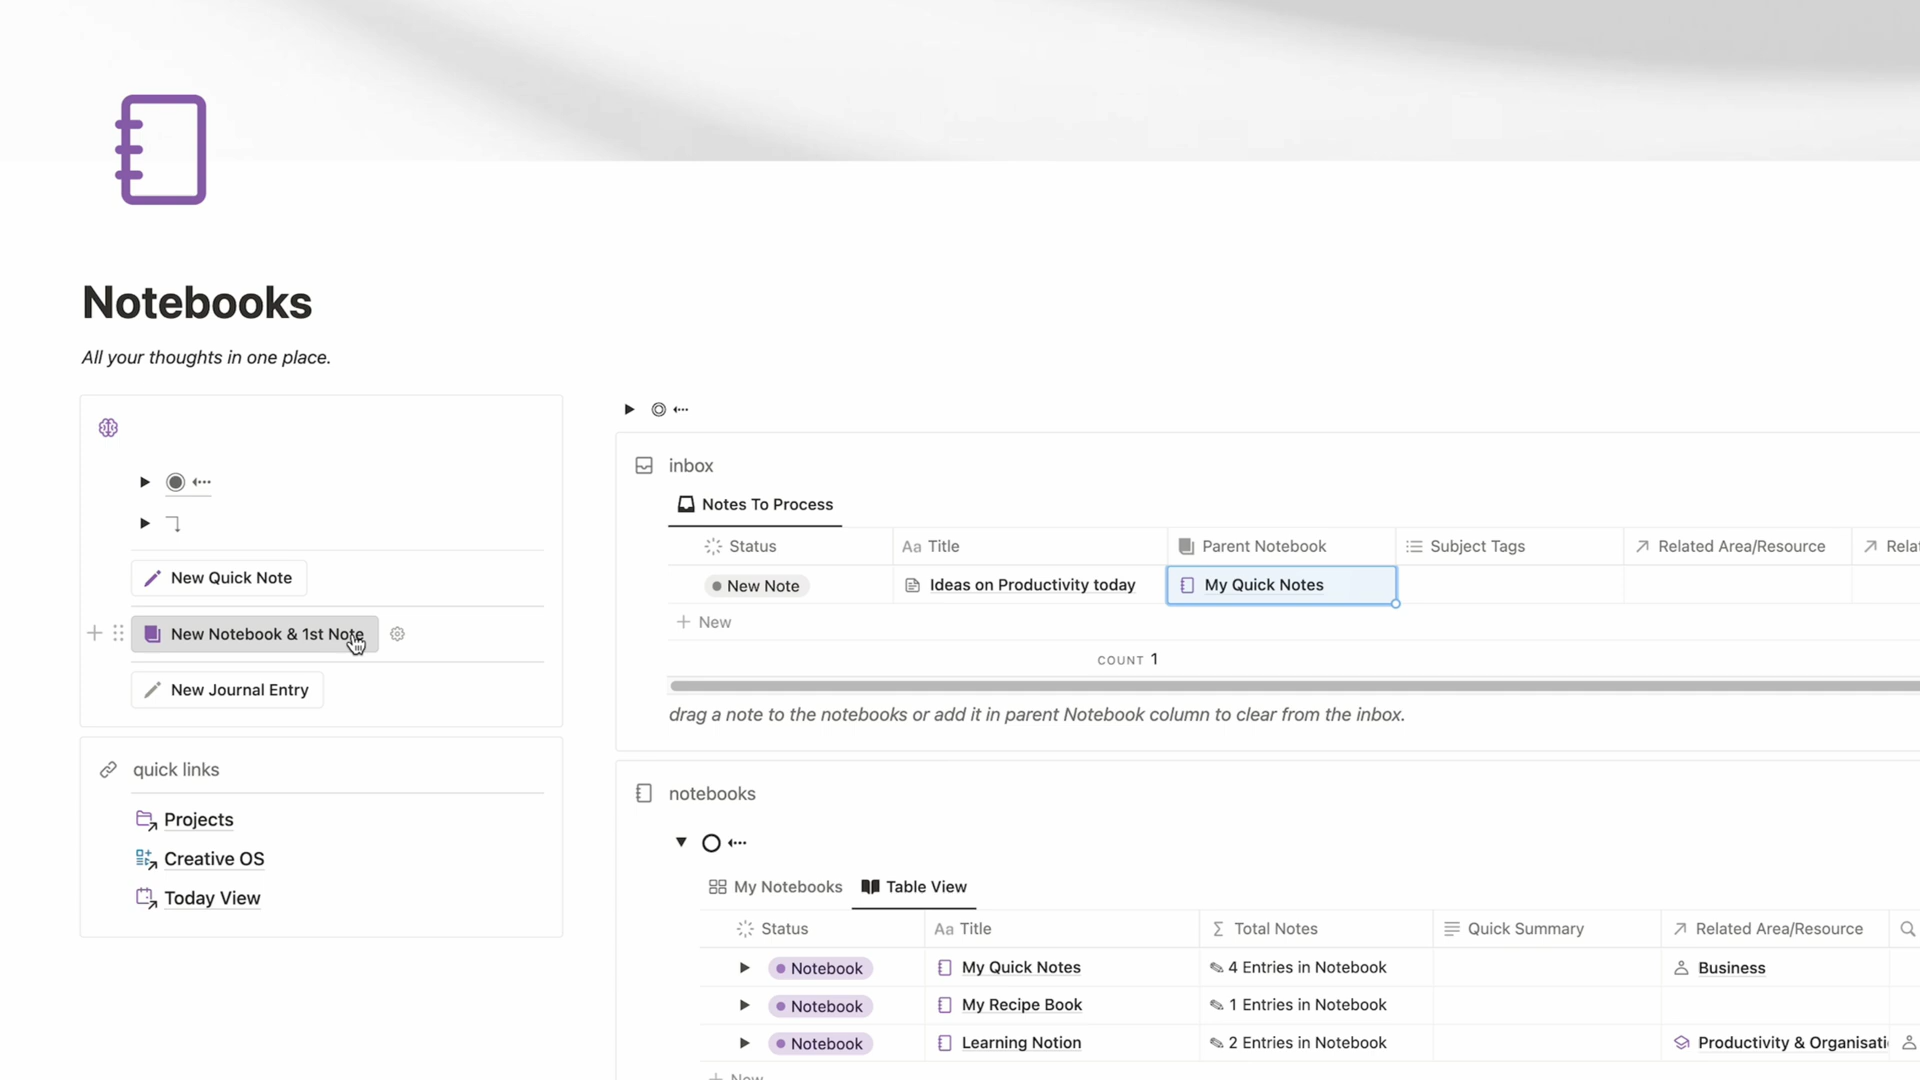 Notebooks
All your thoughts in one place.
New Quick Note
New Notebook & 1st Note
New Journal Entry
quick links
Projects
Creative OS
Today View
inbox
Notes To Process
Status Aa Title Parent Notebook Subject Tags Related Area/Resource Rela
New Note Ideas on Productivity today My Quick Notes
+ New
COUNT 1
drag a note to the notebooks or add it in parent Notebook column to clear from the inbox.
notebooks
My Notebooks Table View
Status Aa Title Σ Total Notes Quick Summary Related Area/Resource
Notebook My Quick Notes ✎ 4 Entries in Notebook Business
Notebook My Recipe Book ✎ 1 Entries in Notebook
Notebook Learning Notion ✎ 2 Entries in Notebook Productivity & Organisati
+ New